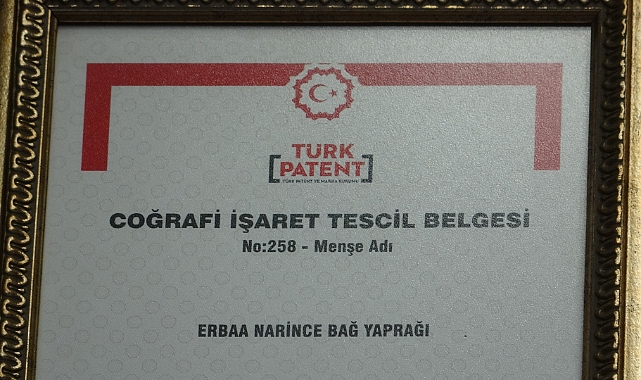 TÜRK
PATENT
TÜRK PATENT VE MARKA KURUMU
COĞRAFİ İŞARET TESCİL BELGESİ
No:258 - Menşe Adı
ERBAA NARİNCE BAĞ YAPRAĞI